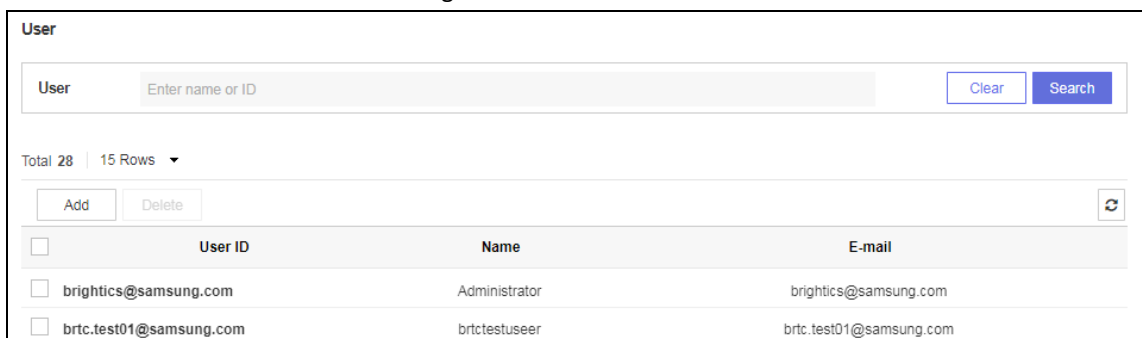 User
User Enter name or ID Clear Search
Total 28 15 Rows
Add Delete
User ID Name E-mail
brightics@samsung.com Administrator brightics@samsung.com
brtc.test01@samsung.com brtctestuseer brtc.test01@samsung.com